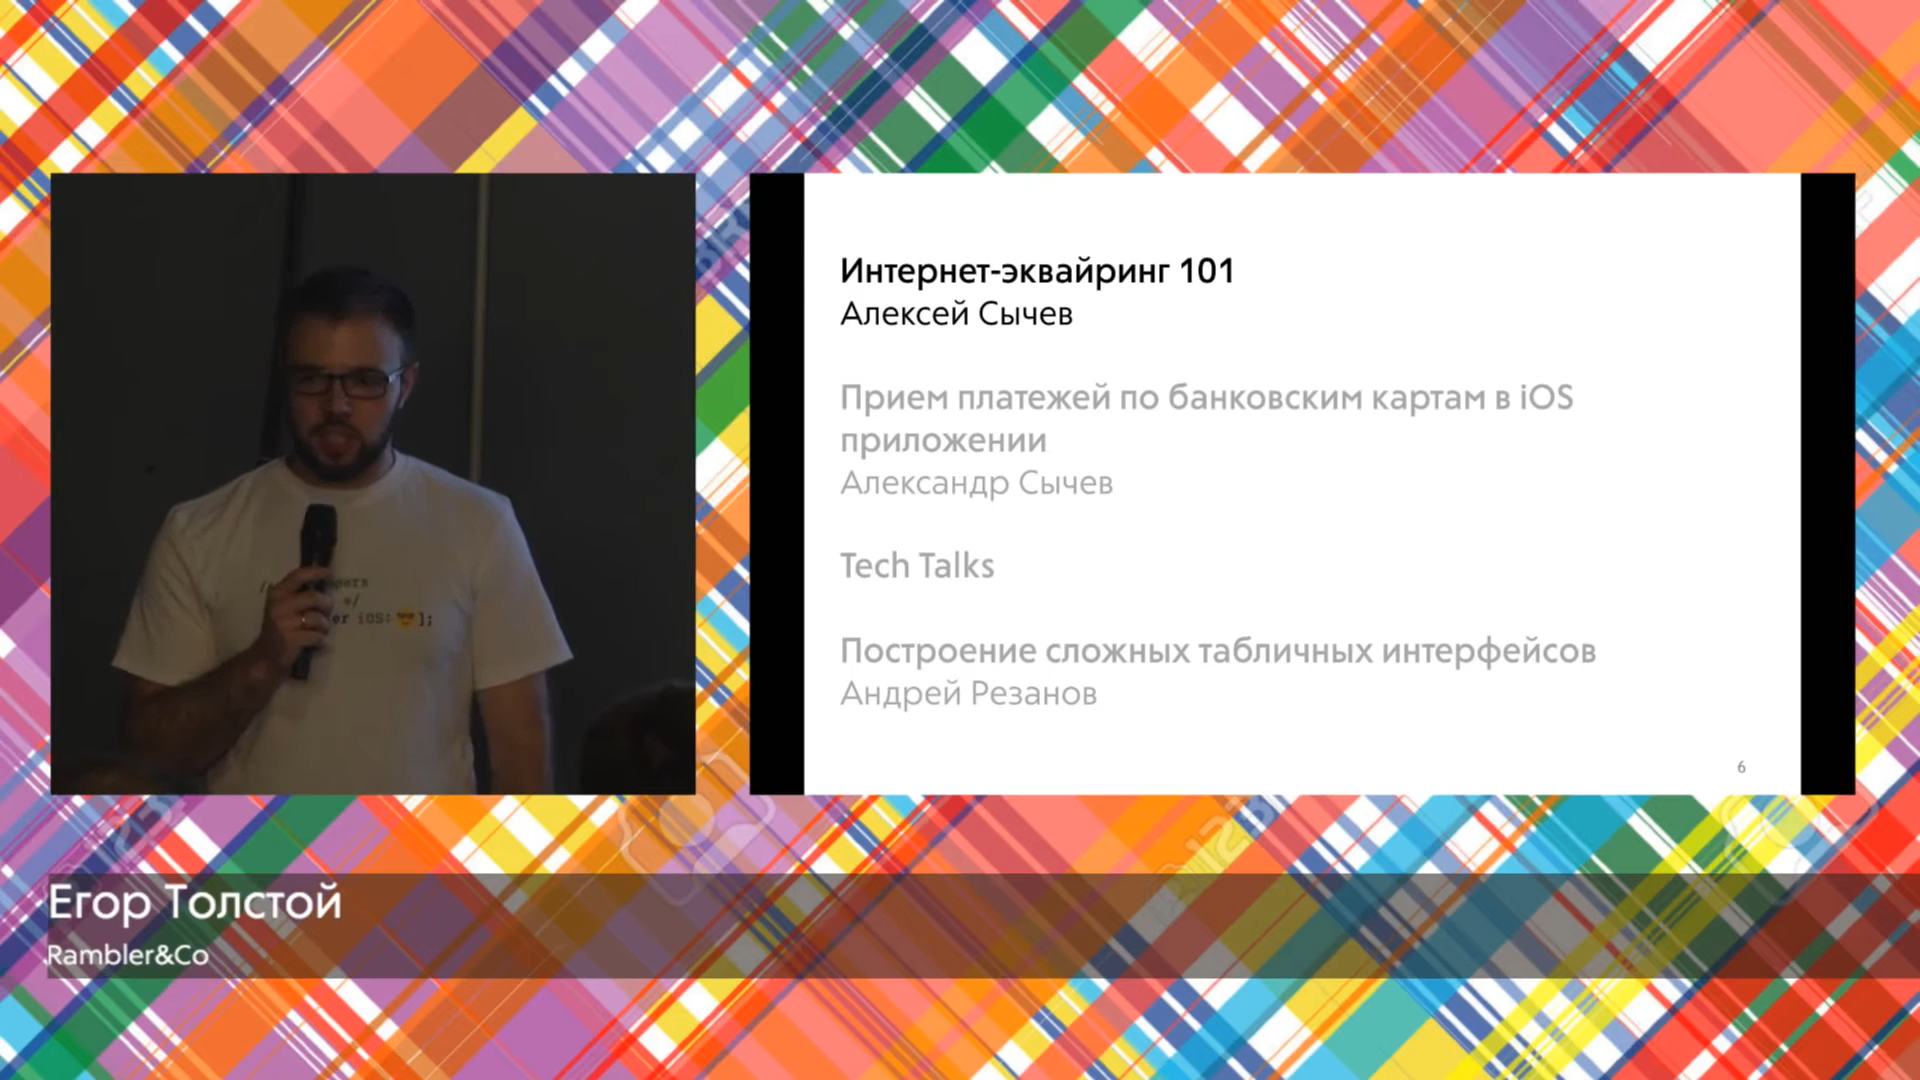 Интернет-эквайринг 101
Алексей Сычев
Прием платежей по банковским картам в iOS
приложении
Александр Сычев
Tech Talks
Построение сложных табличных интерфейсов
Андрей Резанов
6
/
*/
iOS: ];
Егор Толстой
Rambler&Co